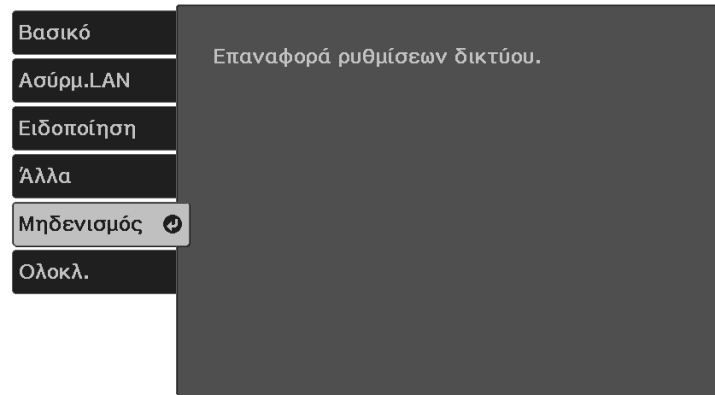 Βασικό
Ασύρμ.LAN
Ειδοποίηση
Άλλα
Μηδενισμός
Ολοκλ.
Επαναφορά ρυθμίσεων δικτύου.